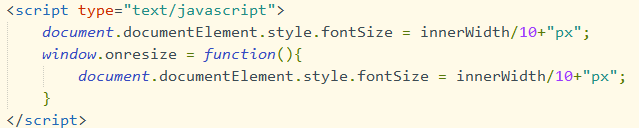 <script type="text/javascript">
    document.documentElement.style.fontSize = innerWidth/10+"px";
    window.onresize = function(){
        document.documentElement.style.fontSize = innerWidth/10+"px";
    }
</script>